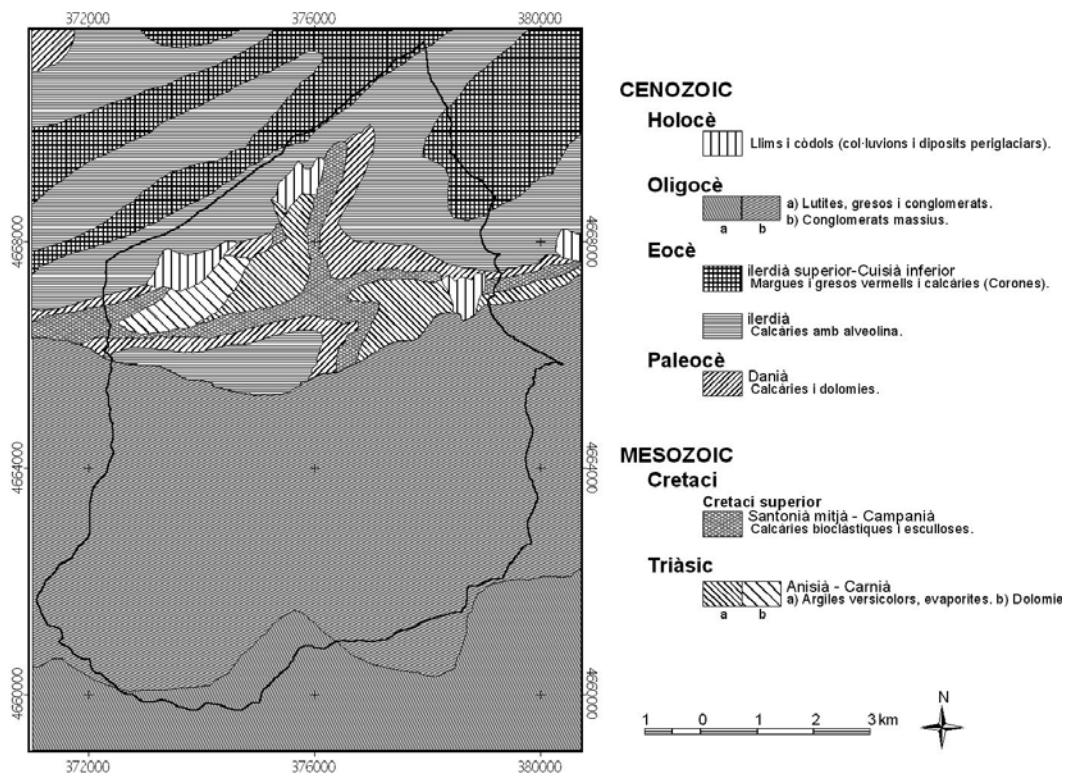 372000
376000
380000
4668000
4668000
4664000
4664000
4660000
4660000
372000
376000
380000
CENOZOIC
Holocè
Llims i còdols (col·luvions i diposits periglaciars).
Oligocè
a) Lutites, gresos i conglomerats.
b) Conglomerats massius.
a b
Eocè
ilerdià superior-Cuisià inferior
Margues i gresos vermells i calcàries (Corones).
ilerdià
Calcàries amb alveolina.
Paleocè
Danià
Calcàries i dolomies.
MESOZOIC
Cretaci
Cretaci superior
Santonià mitjà - Campanià
Calcàries bioclàstiques i esculloses.
Triàsic
Anisià - Carnià
a) Argiles versicolors, evaporites. b) Dolomie
a b
N
1 0 1 2 3 km